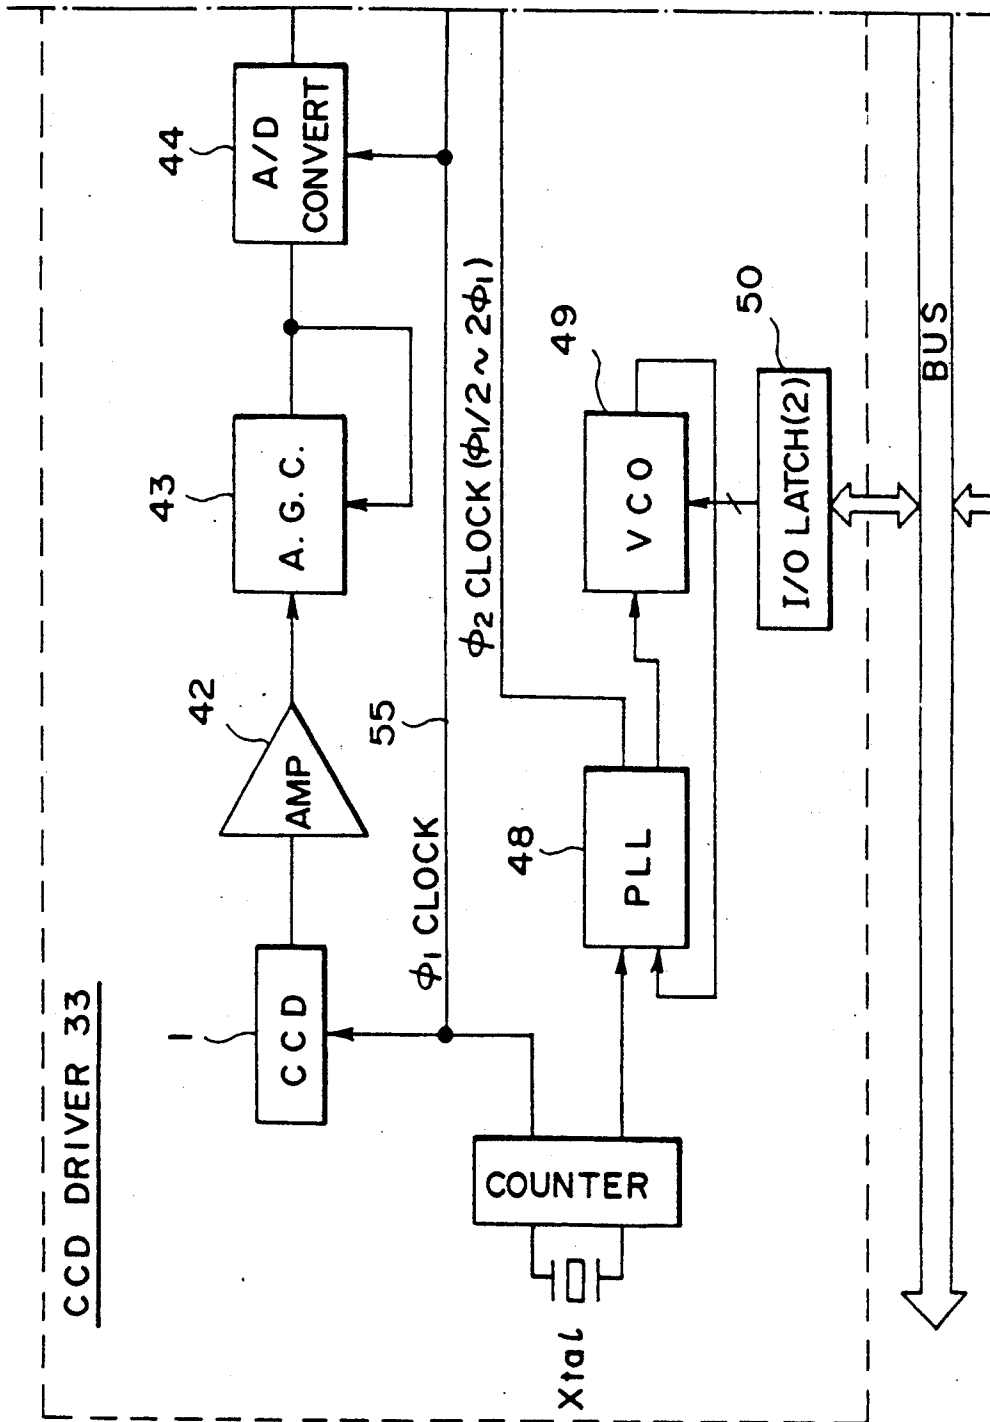 CCD DRIVER 33
1
CCD
42
AMP
43
A. G. C.
44
A/D
CONVERT
ϕ1 CLOCK
55
ϕ2 CLOCK (ϕ1/2 ~ 2ϕ1)
Xtal
COUNTER
48
PLL
49
VCO
50
I/O LATCH(2)
BUS